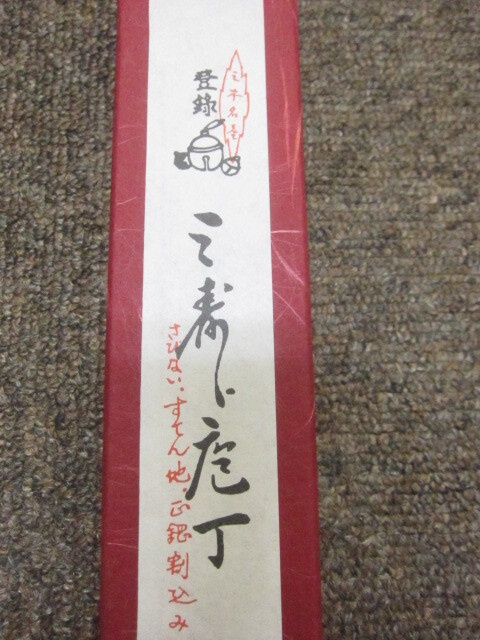 三木名産
登録
三寿ゞ庖丁
さびない、すてん地、正鋼割込み